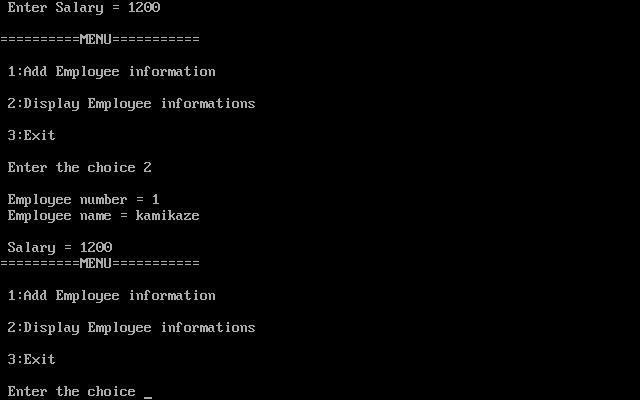 Enter Salary = 1200
==========MENU===========
1:Add Employee information
2:Display Employee informations
3:Exit
Enter the choice 2
Employee number = 1
Employee name = kamikaze
Salary = 1200
==========MENU===========
1:Add Employee information
2:Display Employee informations
3:Exit
Enter the choice _